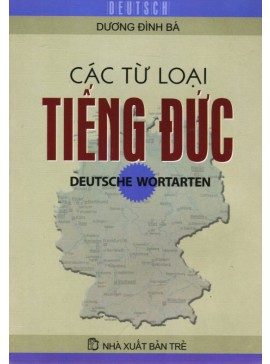 DEUTSCH
DƯƠNG ĐÌNH BÀ
CÁC TỪ LOẠI
TIẾNG ĐỨC
DEUTSCHE WORTARTEN
NHÀ XUẤT BẢN TRẺ